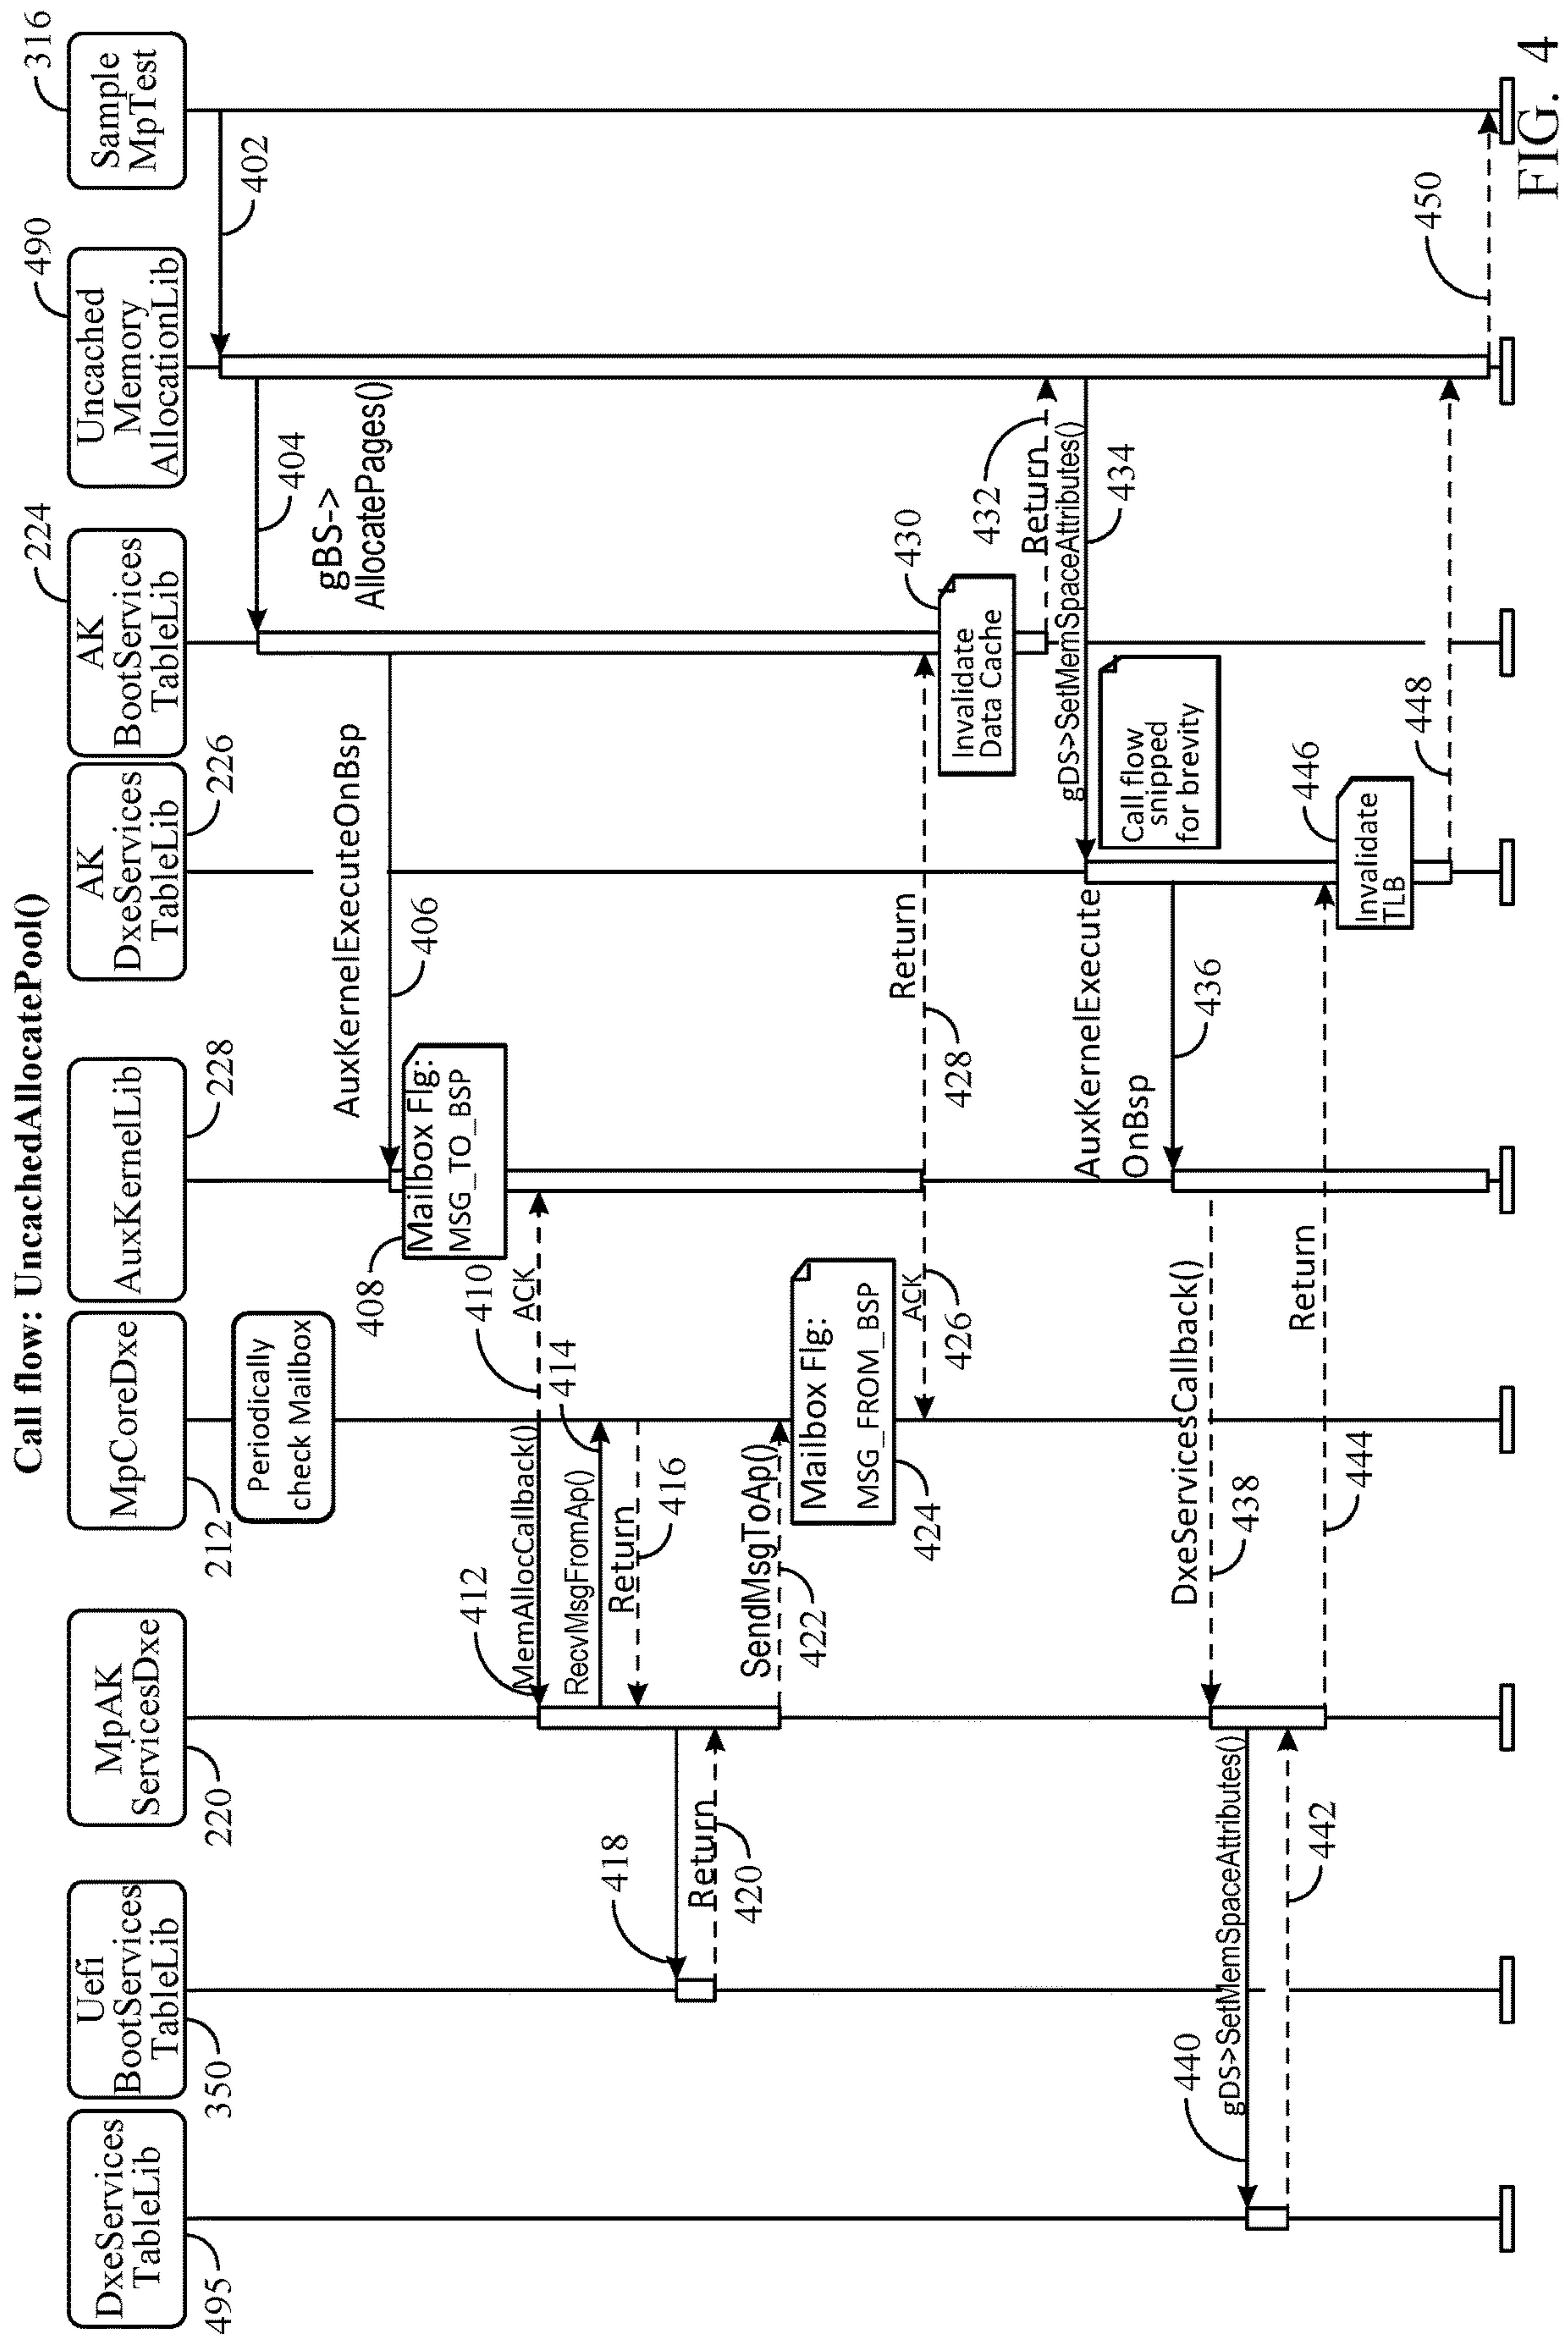 Call flow: UncachedAllocatePool()
DxeServices
TableLib
495
Uefi
BootServices
TableLib
350
MpAK
ServicesDxe
220
MpCoreDxe
212
AuxKernelLib
228
AK
DxeServices
TableLib
226
AK
BootServices
TableLib
224
Uncached
Memory
AllocationLib
490
Sample
MpTest
316
Periodically
check Mailbox
402
404
gBS->
AllocatePages()
AuxKernelExecuteOnBsp
406
Mailbox Flg:
MSG_TO_BSP
408
410
ACK
412
MemAllocCallback()
414
RecvMsgFromAp()
Return
416
418
Return
420
SendMsgToAp()
422
Mailbox Flg:
MSG_FROM_BSP
424
ACK
426
Return
428
430
Invalidate
Data Cache
432
Return
gDS->SetMemSpaceAttributes()
434
Call flow
snipped
for brevity
AuxKernelExecute
OnBsp
436
DxeServicesCallback()
438
440
gDS->SetMemSpaceAttributes()
442
Return
444
446
Invalidate
TLB
448
450
FIG. 4